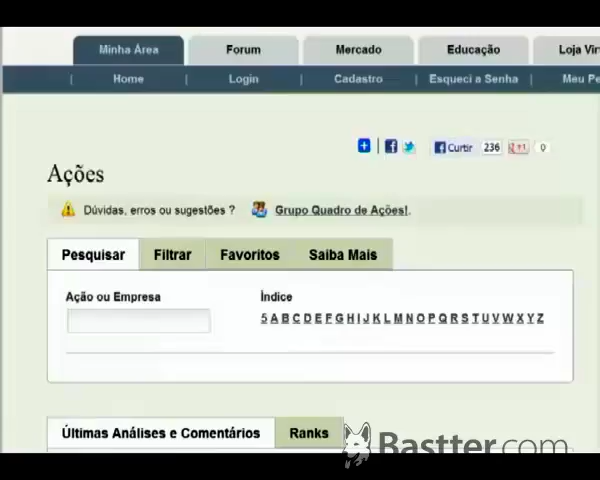 Minha Área Forum Mercado Educação Loja Vir
| Home | Login | Cadastro | Esqueci a Senha | Meu Pe
Curtir 236 +1 0
Ações
Dúvidas, erros ou sugestões ? Grupo Quadro de Ações!.
Pesquisar Filtrar Favoritos Saiba Mais
Ação ou Empresa Índice
5 A B C D E F G H I J K L M N O P Q R S T U V W X Y Z
Últimas Análises e Comentários Ranks
Bastter.com